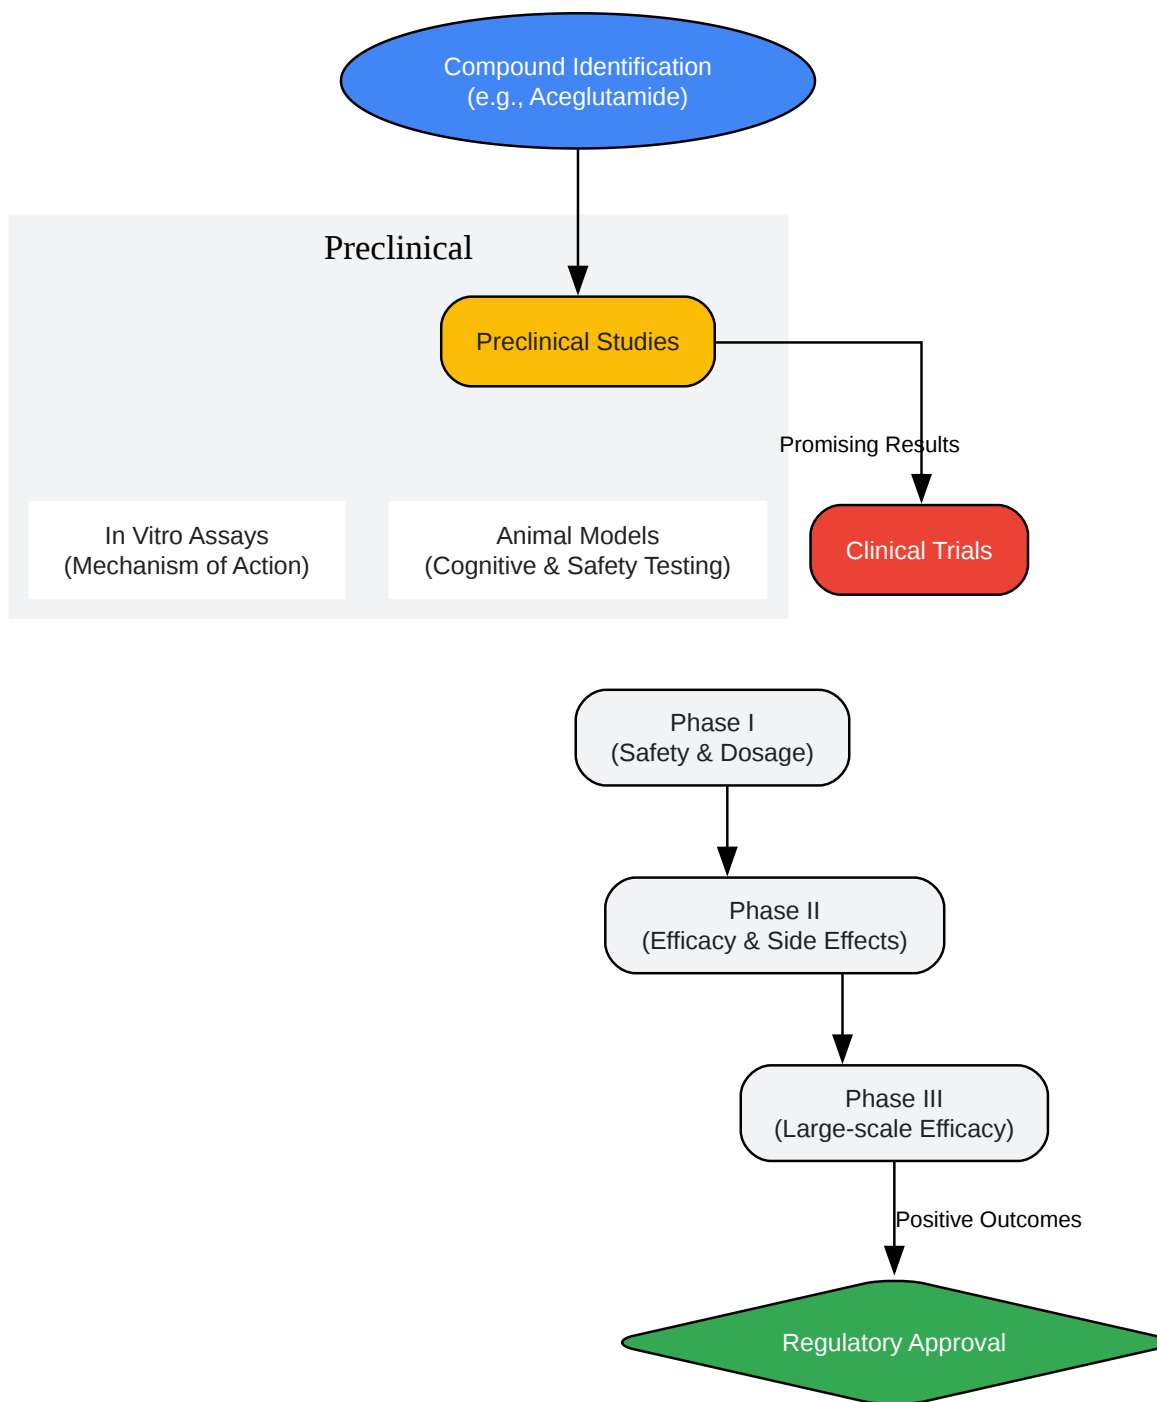 Compound Identification
(e.g., Aceglutamide)
Preclinical
Preclinical Studies
Promising Results
In Vitro Assays
(Mechanism of Action)
Animal Models
(Cognitive & Safety Testing)
Clinical Trials
Phase I
(Safety & Dosage)
Phase II
(Efficacy & Side Effects)
Phase III
(Large-scale Efficacy)
Positive Outcomes
Regulatory Approval